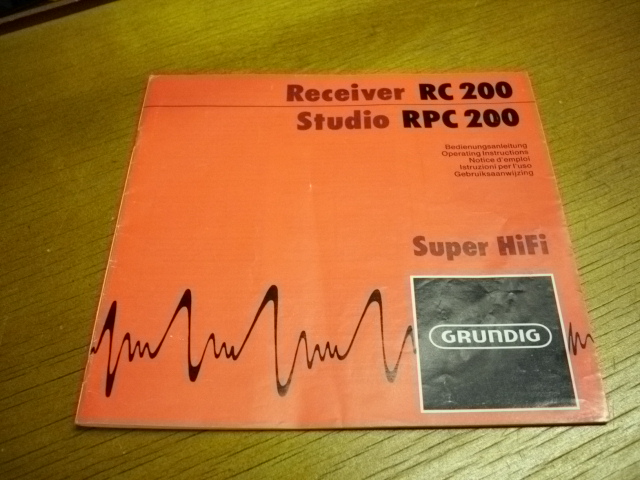 Receiver RC 200
Studio RPC 200
Bedienungsanleitung
Operating Instructions
Notice d'emploi
Istruzioni per l'uso
Gebruiksaanwijzing
Super HiFi
GRUNDIG